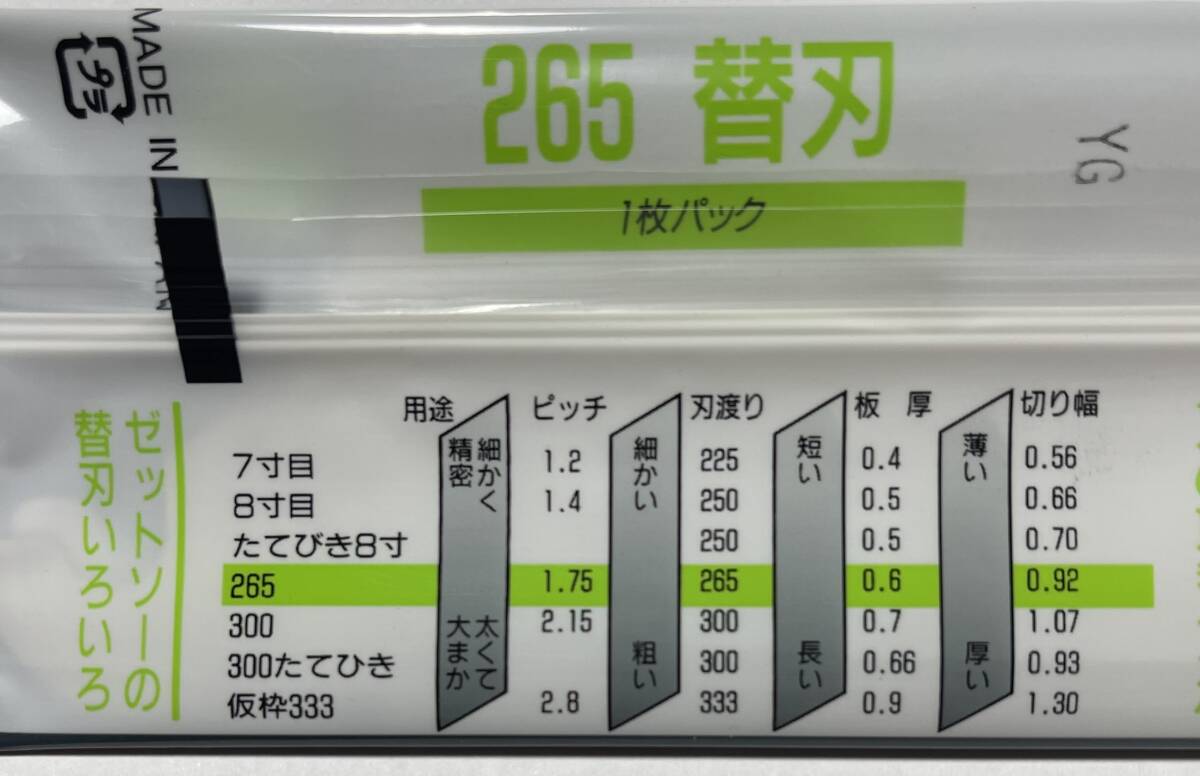 MADE IN
プラ
265 替刃
1枚パック
YG
ゼットソーの
替刃いろいろ
用途 ピッチ 刃渡り 板厚 切り幅
細かく
精密
太くて
大まか
細かい
粗い
短い
長い
薄い
厚い
7寸目 1.2 225 0.4 0.56
8寸目 1.4 250 0.5 0.66
たてびき8寸 250 0.5 0.70
265 1.75 265 0.6 0.92
300 2.15 300 0.7 1.07
300たてひき 300 0.66 0.93
仮枠333 2.8 333 0.9 1.30